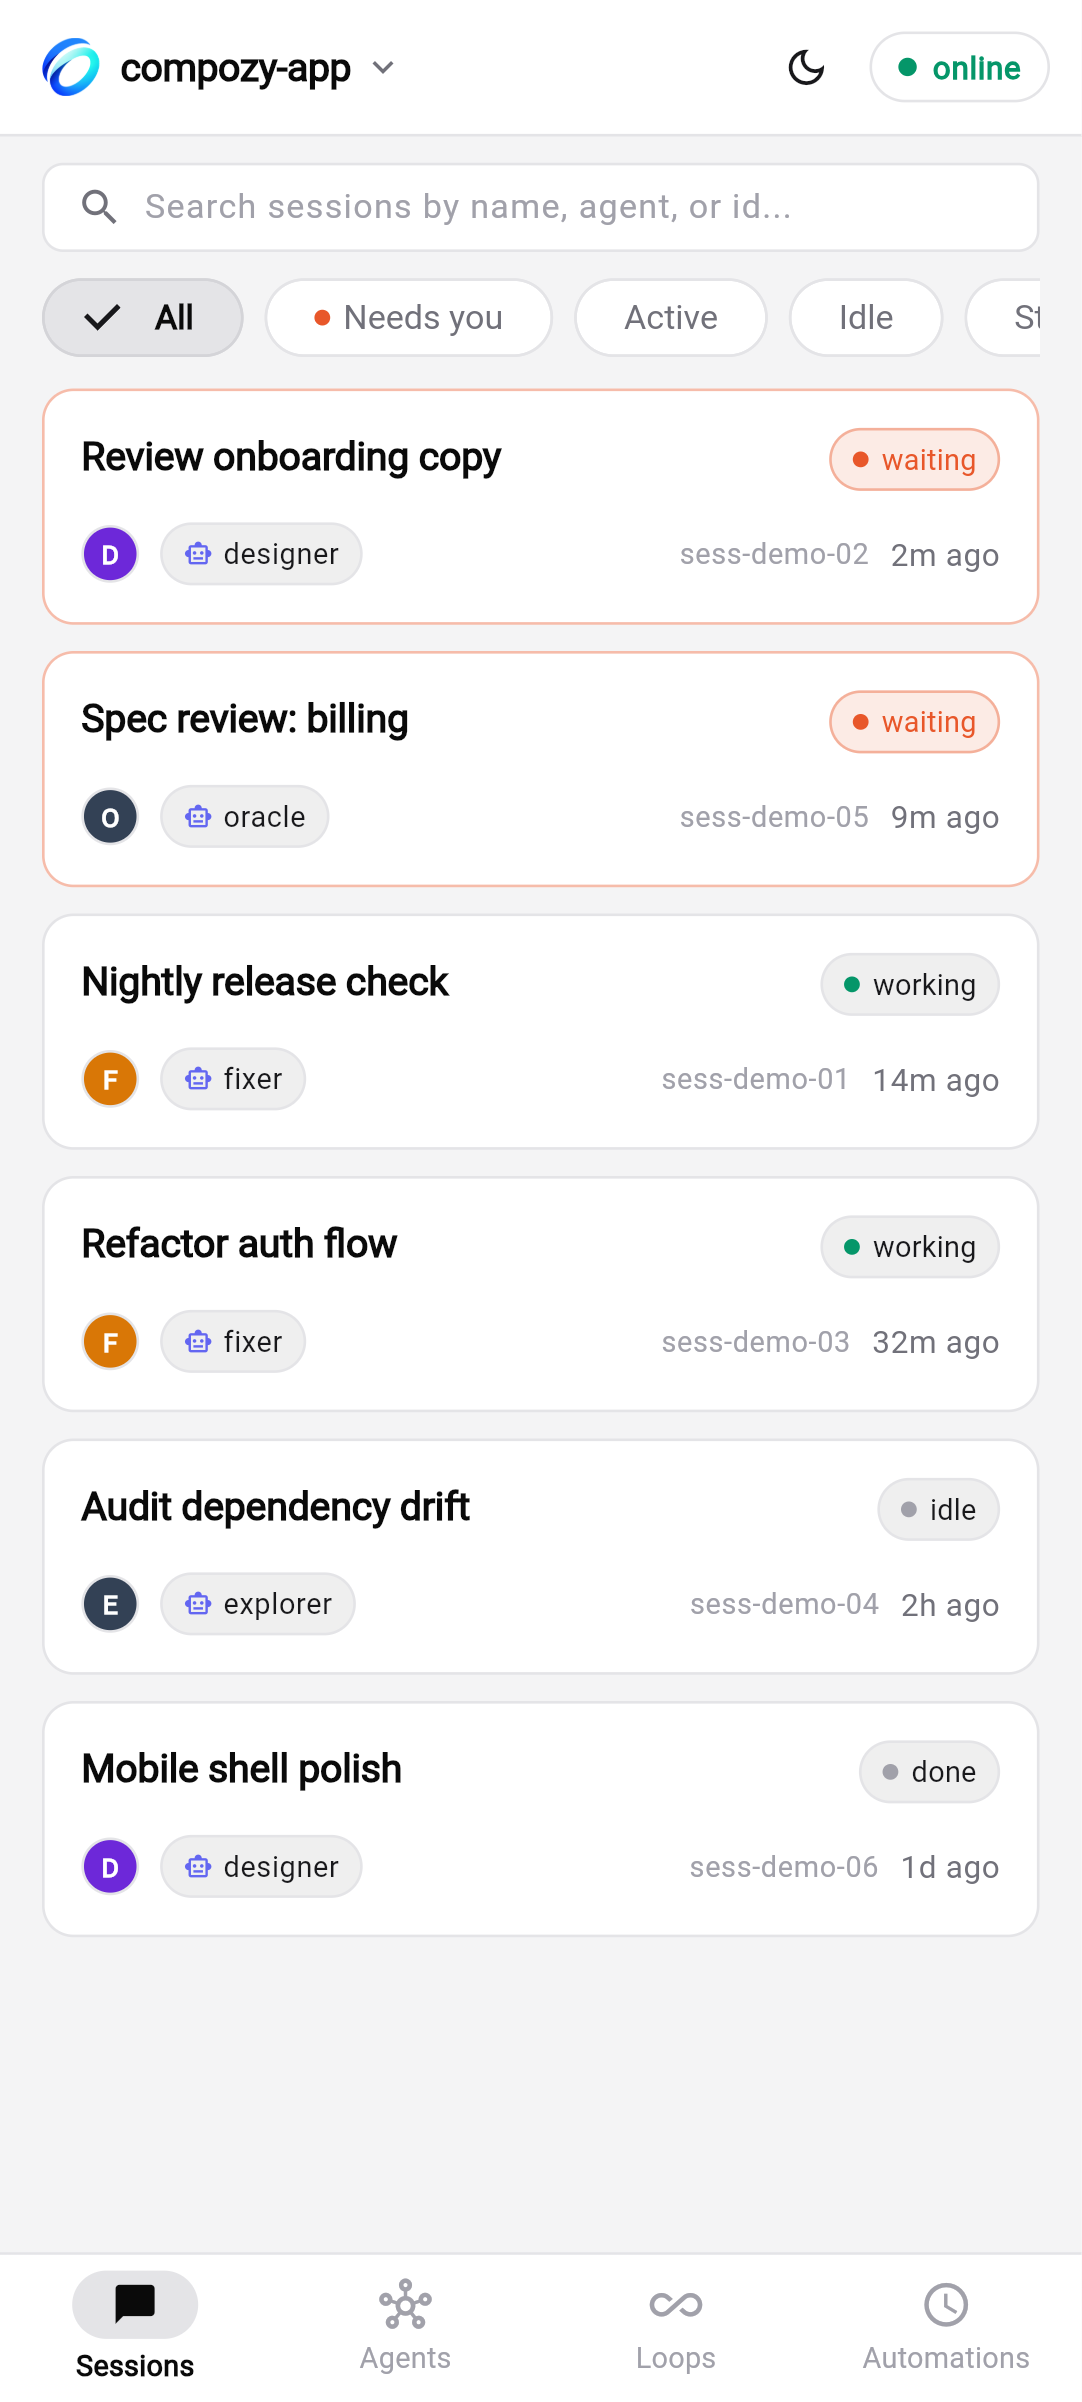 compozy-app
online
Search sessions by name, agent, or id...
All
Needs you
Active
Idle
St
Review onboarding copy
waiting
D
designer
sess-demo-02
2m ago
Spec review: billing
waiting
O
oracle
sess-demo-05
9m ago
Nightly release check
working
F
fixer
sess-demo-01
14m ago
Refactor auth flow
working
F
fixer
sess-demo-03
32m ago
Audit dependency drift
idle
E
explorer
sess-demo-04
2h ago
Mobile shell polish
done
D
designer
sess-demo-06
1d ago
Sessions
Agents
Loops
Automations